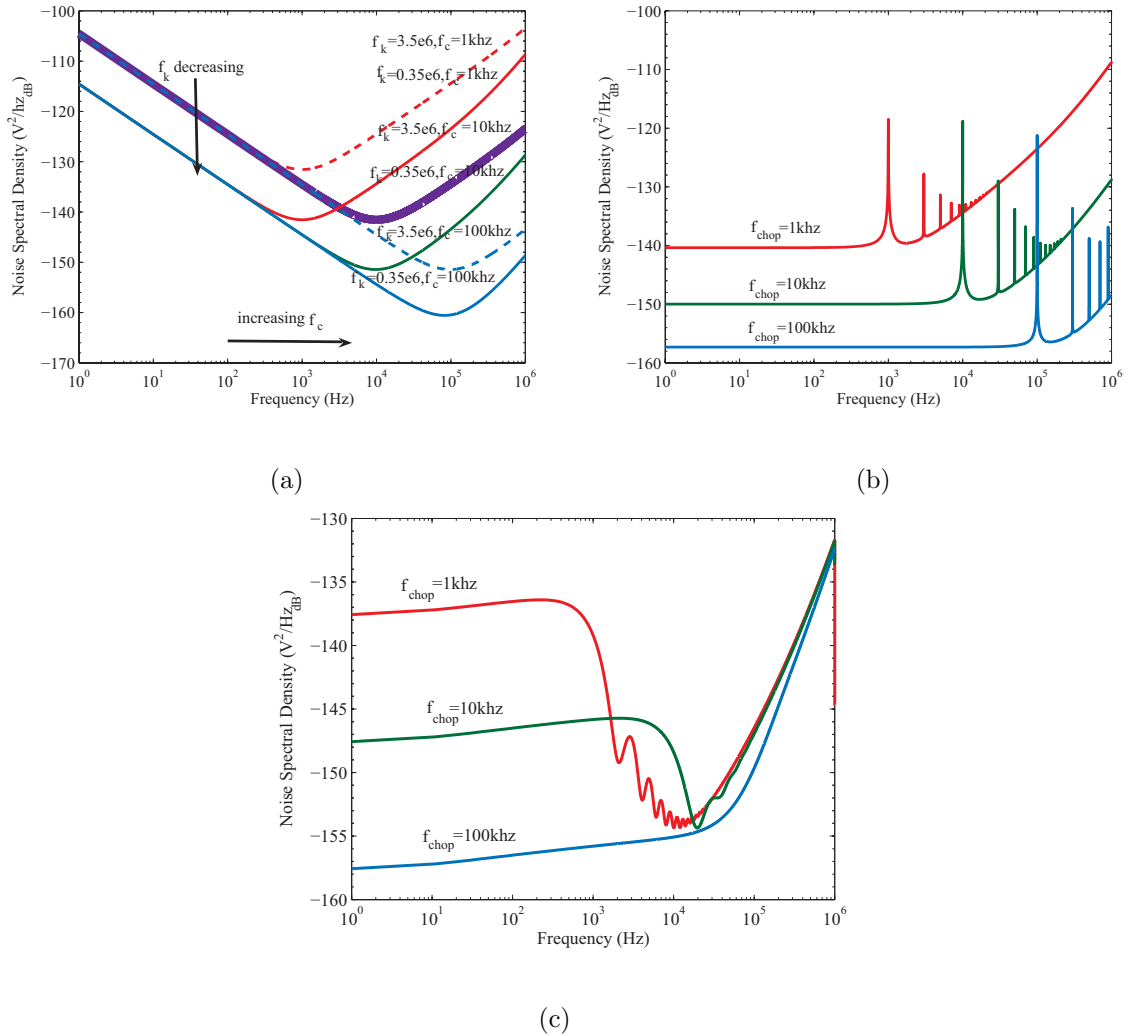 −100
−110
−120
−130
−140
−150
−160
−170
Noise Spectral Density (V²/hz_dB)
f_k decreasing
f_k=3.5e6,f_c=1khz
f_k=0.35e6,f_c=1khz
f_k=3.5e6,f_c=10khz
f_k=0.35e6,f_c=10khz
f_k=3.5e6,f_c=100khz
f_k=0.35e6,f_c=100khz
increasing f_c
10⁰ 10¹ 10² 10³ 10⁴ 10⁵ 10⁶
Frequency (Hz)
(a)
−100
−110
−120
−130
−140
−150
−160
Noise Spectral Density (V²/Hz_dB)
f_chop=1khz
f_chop=10khz
f_chop=100khz
10⁰ 10¹ 10² 10³ 10⁴ 10⁵ 10⁶
Frequency (Hz)
(b)
−130
−135
−140
−145
−150
−155
−160
Noise Spectral Density (V²/Hz_dB)
f_chop=1khz
f_chop=10khz
f_chop=100khz
10⁰ 10¹ 10² 10³ 10⁴ 10⁵ 10⁶
Frequency (Hz)
(c)